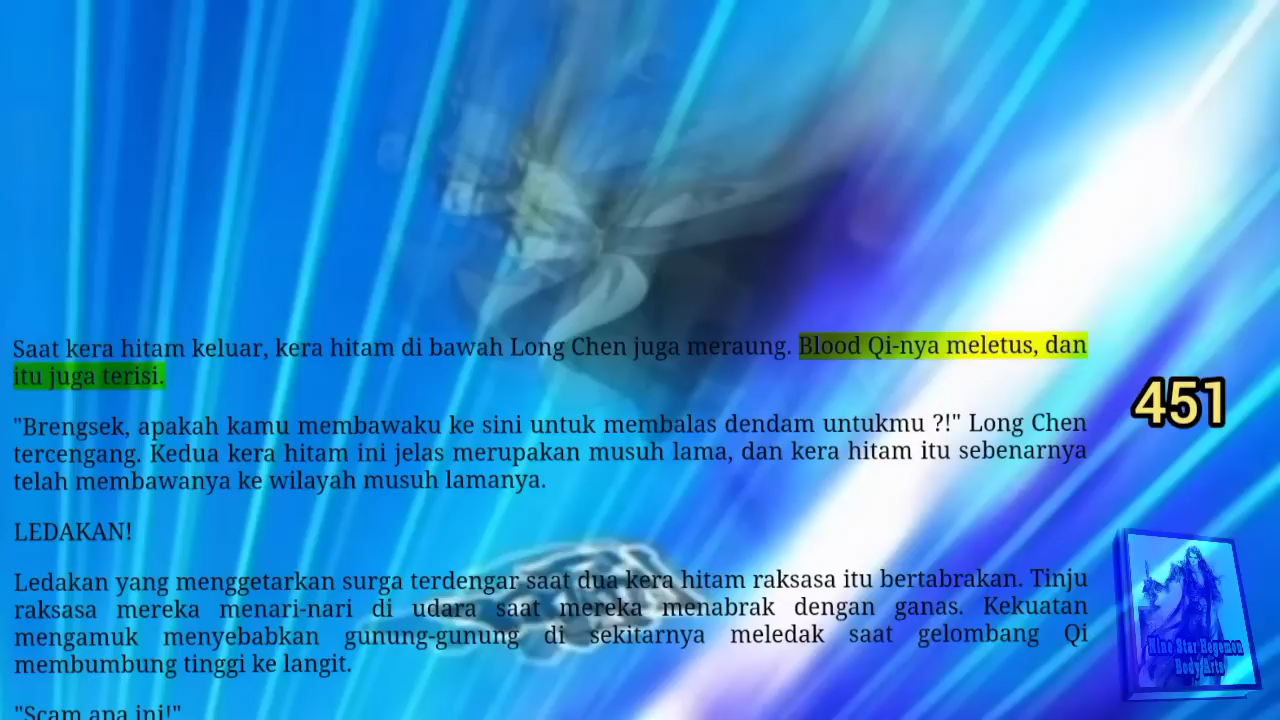 Saat kera hitam keluar, kera hitam di bawah Long Chen juga meraung. Blood Qi-nya meletus, dan
itu juga terisi.
"Brengsek, apakah kamu membawaku ke sini untuk membalas dendam untukmu ?!" Long Chen
tercengang. Kedua kera hitam ini jelas merupakan musuh lama, dan kera hitam itu sebenarnya
telah membawanya ke wilayah musuh lamanya.
LEDAKAN!
Ledakan yang menggetarkan surga terdengar saat dua kera hitam raksasa itu bertabrakan. Tinju
raksasa mereka menari-nari di udara saat mereka menabrak dengan ganas. Kekuatan
mengamuk menyebabkan gunung-gunung di sekitarnya meledak saat gelombang Qi
membumbung tinggi ke langit.
"Scam apa ini!"
451
Nine Star Hegemon
Body Arts